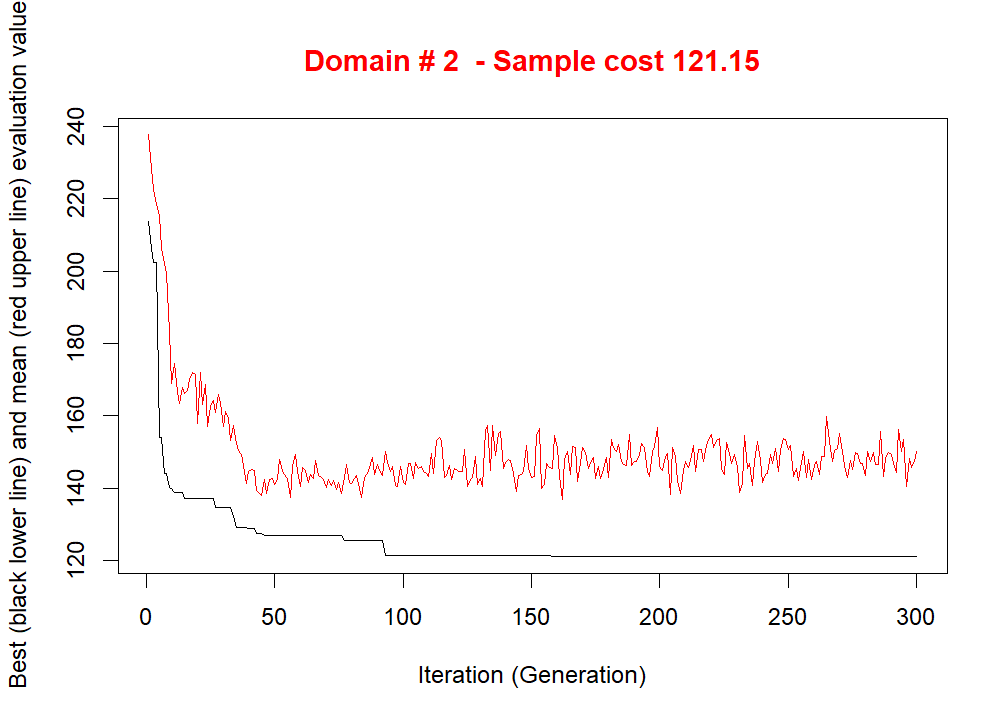 Domain # 2  - Sample cost 121.15
Best (black lower line) and mean (red upper line) evaluation value
240
220
200
180
160
140
120
0 50 100 150 200 250 300
Iteration (Generation)